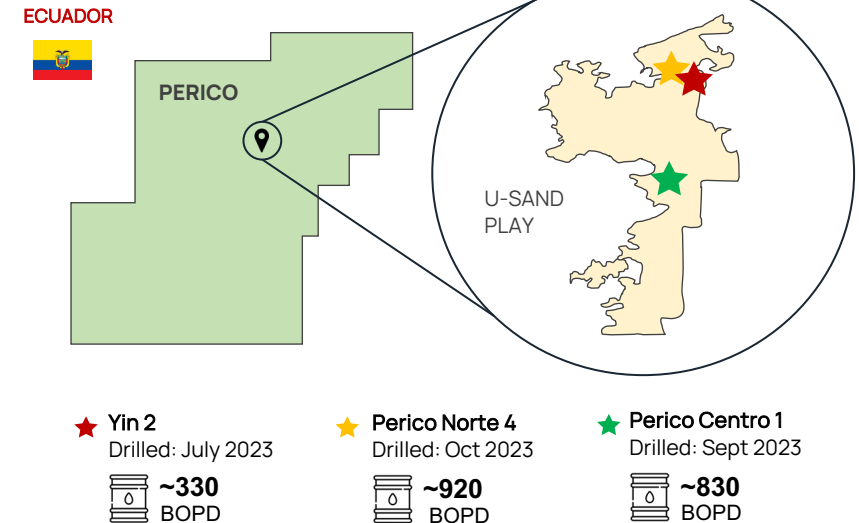 ECUADOR
PERICO
U-SAND
PLAY
Yin 2
Drilled: July 2023
~330
BOPD
Perico Norte 4
Drilled: Oct 2023
~920
BOPD
Perico Centro 1
Drilled: Sept 2023
~830
BOPD